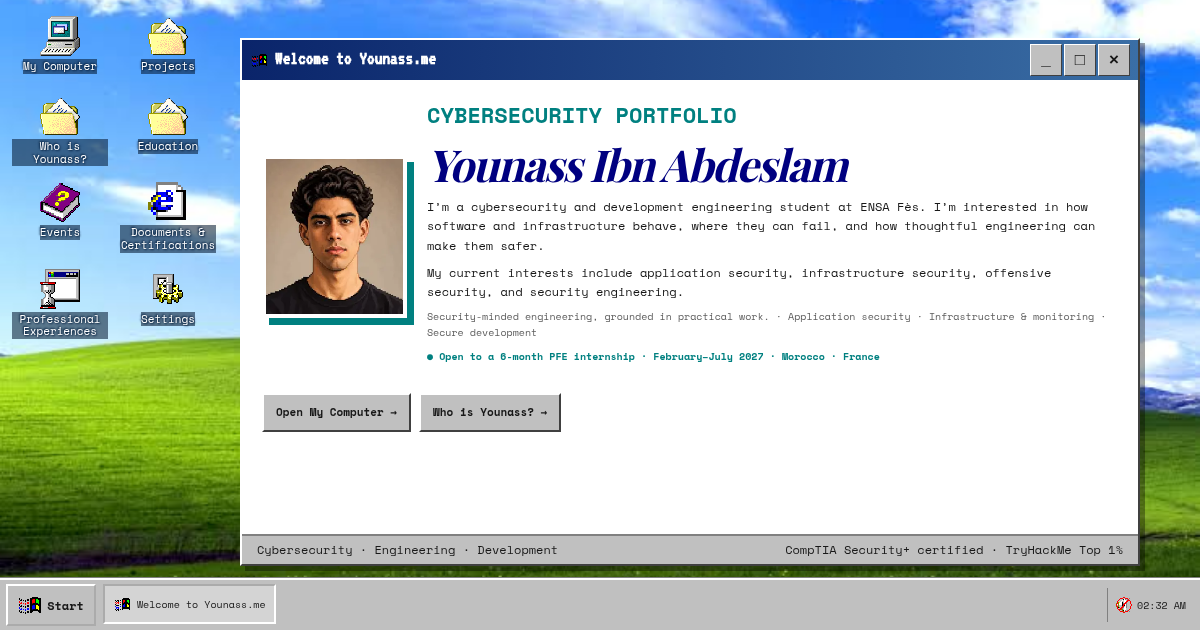 My Computer
Projects
Who is
Younass?
Education
Events
Documents &
Certifications
Professional
Experiences
Settings
Welcome to Younass.me
CYBERSECURITY PORTFOLIO
Younass Ibn Abdeslam
I'm a cybersecurity and development engineering student at ENSA Fès. I'm interested in how
software and infrastructure behave, where they can fail, and how thoughtful engineering can
make them safer.
My current interests include application security, infrastructure security, offensive
security, and security engineering.
Security-minded engineering, grounded in practical work. · Application security · Infrastructure & monitoring ·
Secure development
● Open to a 6-month PFE internship · February–July 2027 · Morocco · France
Open My Computer →
Who is Younass? →
Cybersecurity · Engineering · Development
CompTIA Security+ certified · TryHackMe Top 1%
Start
Welcome to Younass.me
02:32 AM